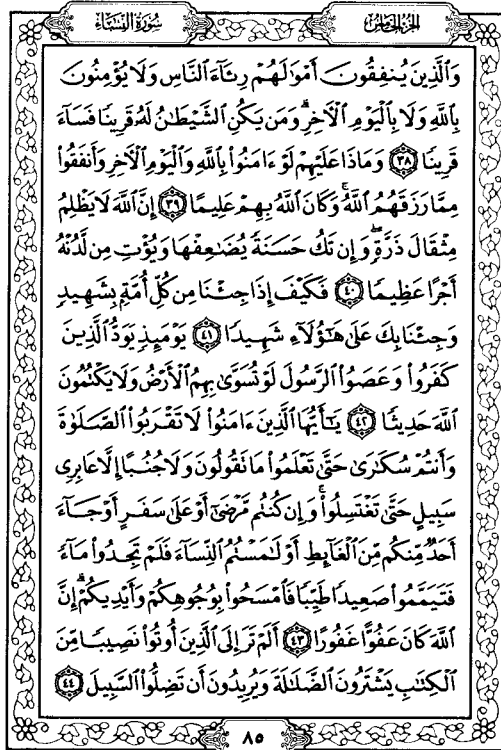 الجزء الخامس
سورة النساء
وَٱلَّذِينَ يُنفِقُونَ أَمْوَٰلَهُمْ رِئَآءَ ٱلنَّاسِ وَلَا يُؤْمِنُونَ
بِٱللَّهِ وَلَا بِٱلْيَوْمِ ٱلْءَاخِرِ ۗ وَمَن يَكُنِ ٱلشَّيْطَٰنُ لَهُۥ قَرِينًا فَسَآءَ
قَرِينًا ﴿٣٨﴾ وَمَاذَا عَلَيْهِمْ لَوْ ءَامَنُوا۟ بِٱللَّهِ وَٱلْيَوْمِ ٱلْءَاخِرِ وَأَنفَقُوا۟
مِمَّا رَزَقَهُمُ ٱللَّهُ ۚ وَكَانَ ٱللَّهُ بِهِمْ عَلِيمًا ﴿٣٩﴾ إِنَّ ٱللَّهَ لَا يَظْلِمُ
مِثْقَالَ ذَرَّةٍ ۖ وَإِن تَكُ حَسَنَةً يُضَٰعِفْهَا وَيُؤْتِ مِن لَّدُنْهُ
أَجْرًا عَظِيمًا ﴿٤٠﴾ فَكَيْفَ إِذَا جِئْنَا مِن كُلِّ أُمَّةٍۭ بِشَهِيدٍ
وَجِئْنَا بِكَ عَلَىٰ هَٰٓؤُلَآءِ شَهِيدًا ﴿٤١﴾ يَوْمَئِذٍ يَوَدُّ ٱلَّذِينَ
كَفَرُوا۟ وَعَصَوُا۟ ٱلرَّسُولَ لَوْ تُسَوَّىٰ بِهِمُ ٱلْأَرْضُ وَلَا يَكْتُمُونَ
ٱللَّهَ حَدِيثًا ﴿٤٢﴾ يَٰٓأَيُّهَا ٱلَّذِينَ ءَامَنُوا۟ لَا تَقْرَبُوا۟ ٱلصَّلَوٰةَ
وَأَنتُمْ سُكَٰرَىٰ حَتَّىٰ تَعْلَمُوا۟ مَا تَقُولُونَ وَلَا جُنُبًا إِلَّا عَابِرِى
سَبِيلٍ حَتَّىٰ تَغْتَسِلُوا۟ ۚ وَإِن كُنتُم مَّرْضَىٰٓ أَوْ عَلَىٰ سَفَرٍ أَوْ جَآءَ
أَحَدٌ مِّنكُم مِّنَ ٱلْغَآئِطِ أَوْ لَٰمَسْتُمُ ٱلنِّسَآءَ فَلَمْ تَجِدُوا۟ مَآءً
فَتَيَمَّمُوا۟ صَعِيدًا طَيِّبًا فَٱمْسَحُوا۟ بِوُجُوهِكُمْ وَأَيْدِيكُمْ ۗ إِنَّ
ٱللَّهَ كَانَ عَفُوًّا غَفُورًا ﴿٤٣﴾ أَلَمْ تَرَ إِلَى ٱلَّذِينَ أُوتُوا۟ نَصِيبًا مِّنَ
ٱلْكِتَٰبِ يَشْتَرُونَ ٱلضَّلَٰلَةَ وَيُرِيدُونَ أَن تَضِلُّوا۟ ٱلسَّبِيلَ ﴿٤٤﴾
٨٥